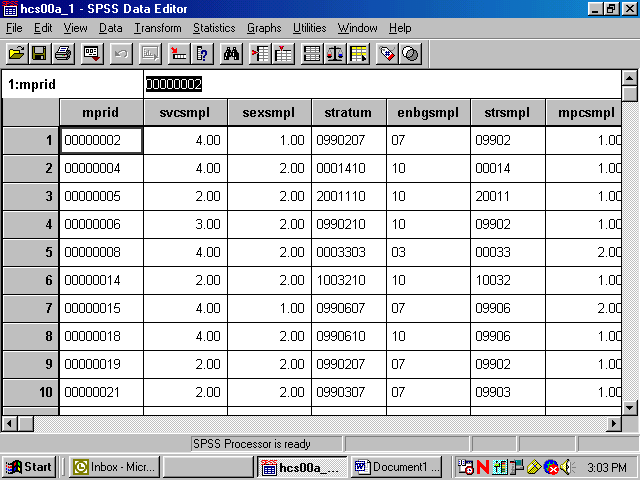 hcs00a_1 - SPSS Data Editor
File Edit View Data Transform Statistics Graphs Utilities Window Help
1:mprid 00000002
mprid svcsmpl sexsmpl stratum enbgsmpl strsmpl mpcsmpl
1 00000002 4.00 1.00 0990207 07 09902 1.00
2 00000004 4.00 2.00 0001410 10 00014 1.00
3 00000005 2.00 2.00 2001110 10 20011 1.00
4 00000006 3.00 2.00 0990210 10 09902 1.00
5 00000008 4.00 2.00 0003303 03 00033 2.00
6 00000014 2.00 2.00 1003210 10 10032 1.00
7 00000015 4.00 1.00 0990607 07 09906 2.00
8 00000018 4.00 2.00 0990610 10 09906 1.00
9 00000019 2.00 2.00 0990207 07 09902 1.00
10 00000021 2.00 2.00 0990307 07 09903 1.00
SPSS Processor is ready
Start Inbox - Micr... hcs00a_... Document1 ... 3:03 PM